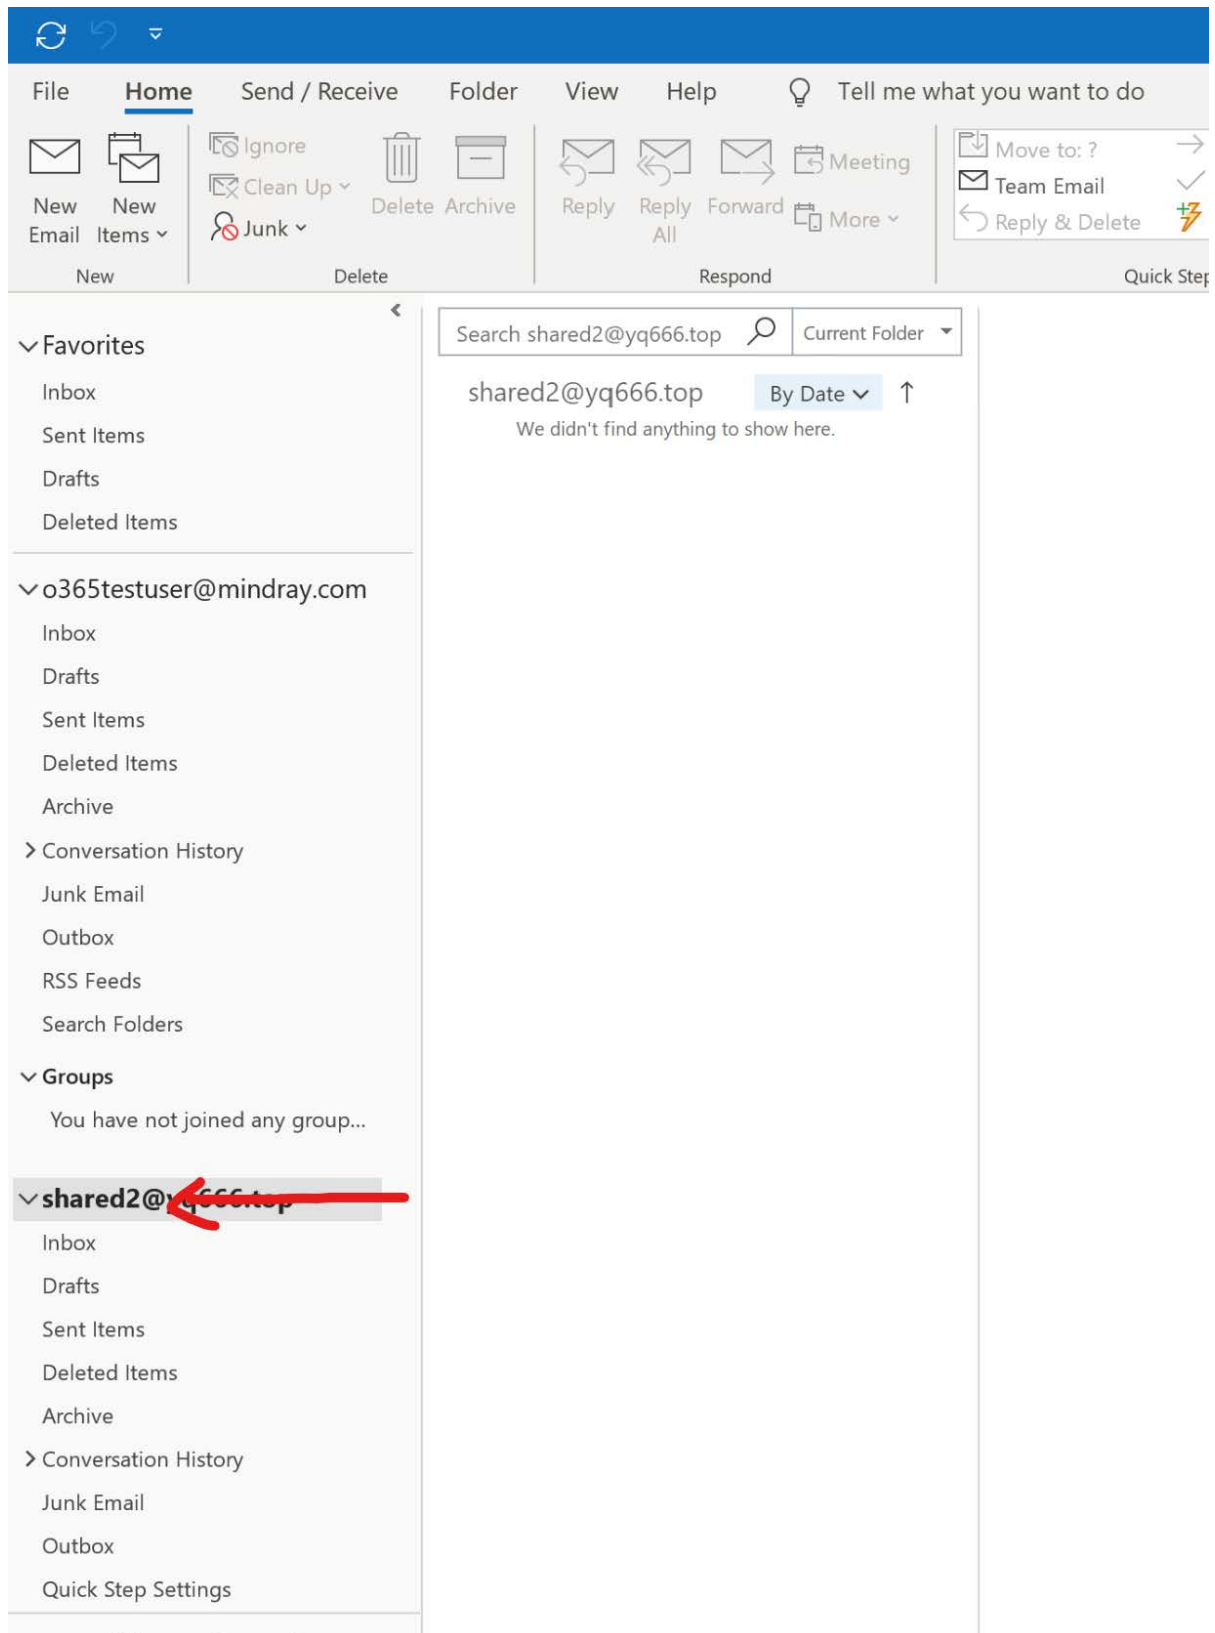 File Home Send / Receive Folder View Help Tell me what you want to do
New Email
New Items
Ignore
Clean Up
Junk
Delete
Archive
Reply
Reply All
Forward
Meeting
More
Move to: ?
Team Email
Reply & Delete
New Delete Respond Quick Step
Favorites
Inbox
Sent Items
Drafts
Deleted Items
o365testuser@mindray.com
Inbox
Drafts
Sent Items
Deleted Items
Archive
Conversation History
Junk Email
Outbox
RSS Feeds
Search Folders
Groups
You have not joined any group...
shared2@yq666.top
Inbox
Drafts
Sent Items
Deleted Items
Archive
Conversation History
Junk Email
Outbox
Quick Step Settings
Search shared2@yq666.top Current Folder
shared2@yq666.top By Date
We didn't find anything to show here.